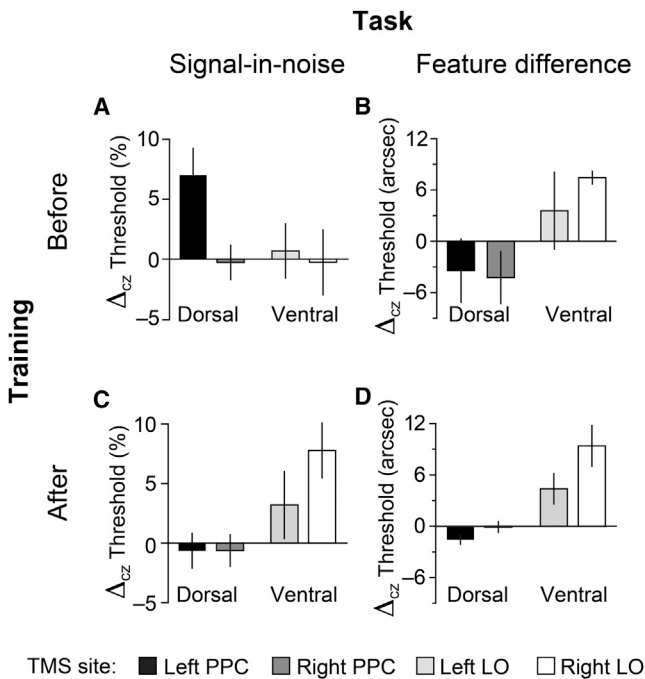 Task
Signal-in-noise Feature difference
Training
Before
After
A
Δcz Threshold (%)
10
5
0
–5
Dorsal Ventral
B
Δcz Threshold (arcsec)
12
6
0
–6
Dorsal Ventral
C
Δcz Threshold (%)
10
5
0
–5
Dorsal Ventral
D
Δcz Threshold (arcsec)
12
6
0
–6
Dorsal Ventral
TMS site: Left PPC Right PPC Left LO Right LO